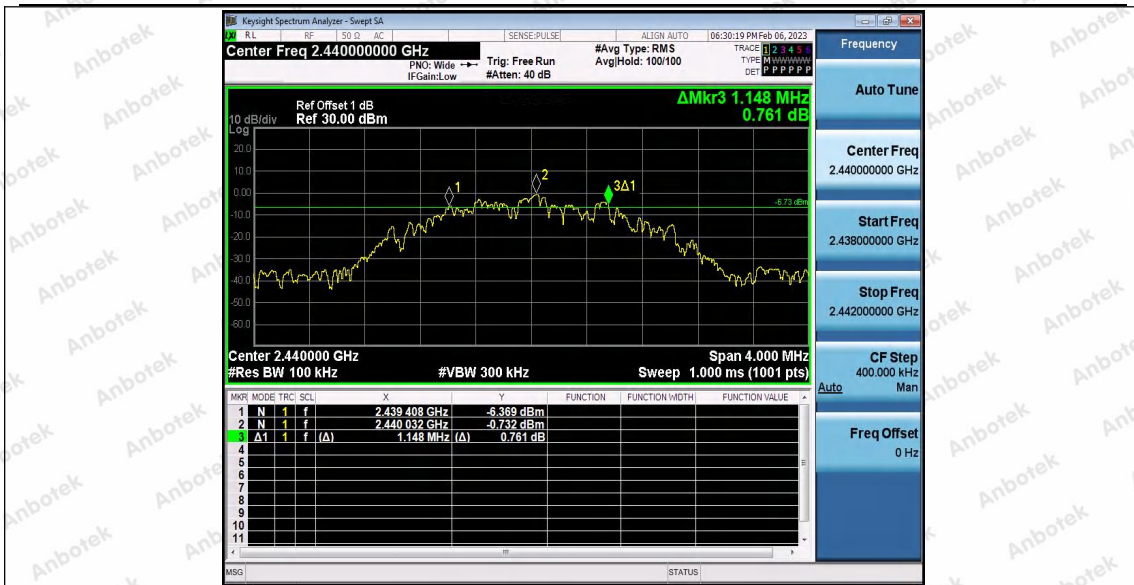 Keysight Spectrum Analyzer - Swept SA
LXI RL RF 50 Ω AC SENSE:PULSE ALIGN AUTO 06:30:19 PM Feb 06, 2023
Center Freq 2.440000000 GHz
PNO: Wide
IFGain:Low
Trig: Free Run
#Atten: 40 dB
#Avg Type: RMS
Avg|Hold: 100/100
TRACE 1 2 3 4 5 6
TYPE M W W W W W
DET P P P P P P
ΔMkr3 1.148 MHz
0.761 dB
Ref Offset 1 dB
10 dB/div Ref 30.00 dBm
Log
20.0
10.0
0.00
-10.0
-20.0
-30.0
-40.0
-50.0
-60.0
1
2
3Δ1
-6.73 dBm
Center 2.440000 GHz Span 4.000 MHz
#Res BW 100 kHz #VBW 300 kHz Sweep 1.000 ms (1001 pts)
MKR MODE TRC SCL X Y FUNCTION FUNCTION WIDTH FUNCTION VALUE
1 N 1 f 2.439 408 GHz -6.369 dBm
2 N 1 f 2.440 032 GHz -0.732 dBm
3 Δ1 1 f (Δ) 1.148 MHz (Δ) 0.761 dB
4
5
6
7
8
9
10
11
MSG STATUS
Frequency
Auto Tune
Center Freq
2.440000000 GHz
Start Freq
2.438000000 GHz
Stop Freq
2.442000000 GHz
CF Step
400.000 kHz
Auto Man
Freq Offset
0 Hz
Anbotek